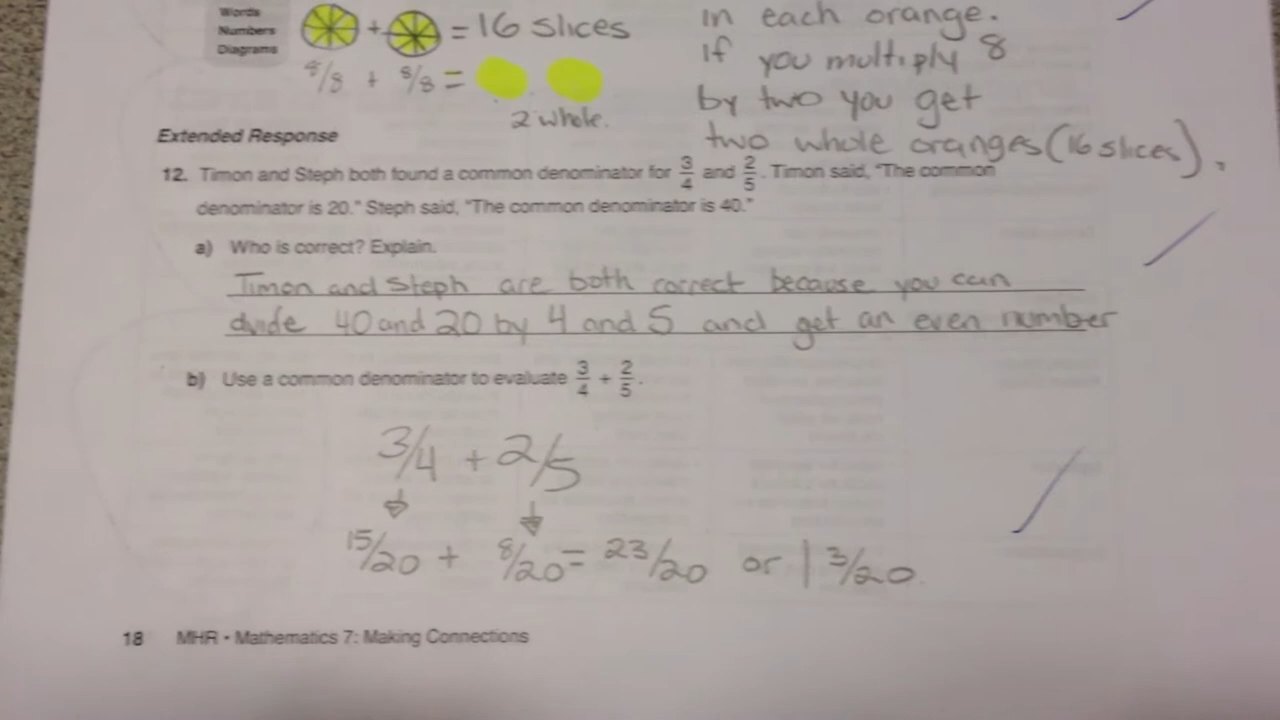 Words
Numbers
Diagrams
+ = 16 slices
8/8 + 8/8 =
2 whole.
in each orange.
if you multiply 8
by two you get
two whole oranges (16 slices).
Extended Response
12. Timon and Steph both found a common denominator for 3/4 and 2/5. Timon said, "The common
denominator is 20." Steph said, "The common denominator is 40."
a) Who is correct? Explain.
Timon and Steph are both correct because you can
divide 40 and 20 by 4 and 5 and get an even number
b) Use a common denominator to evaluate 3/4 + 2/5.
3/4 + 2/5
15/20 + 8/20 = 23/20 or 1 3/20.
18 MHR • Mathematics 7: Making Connections